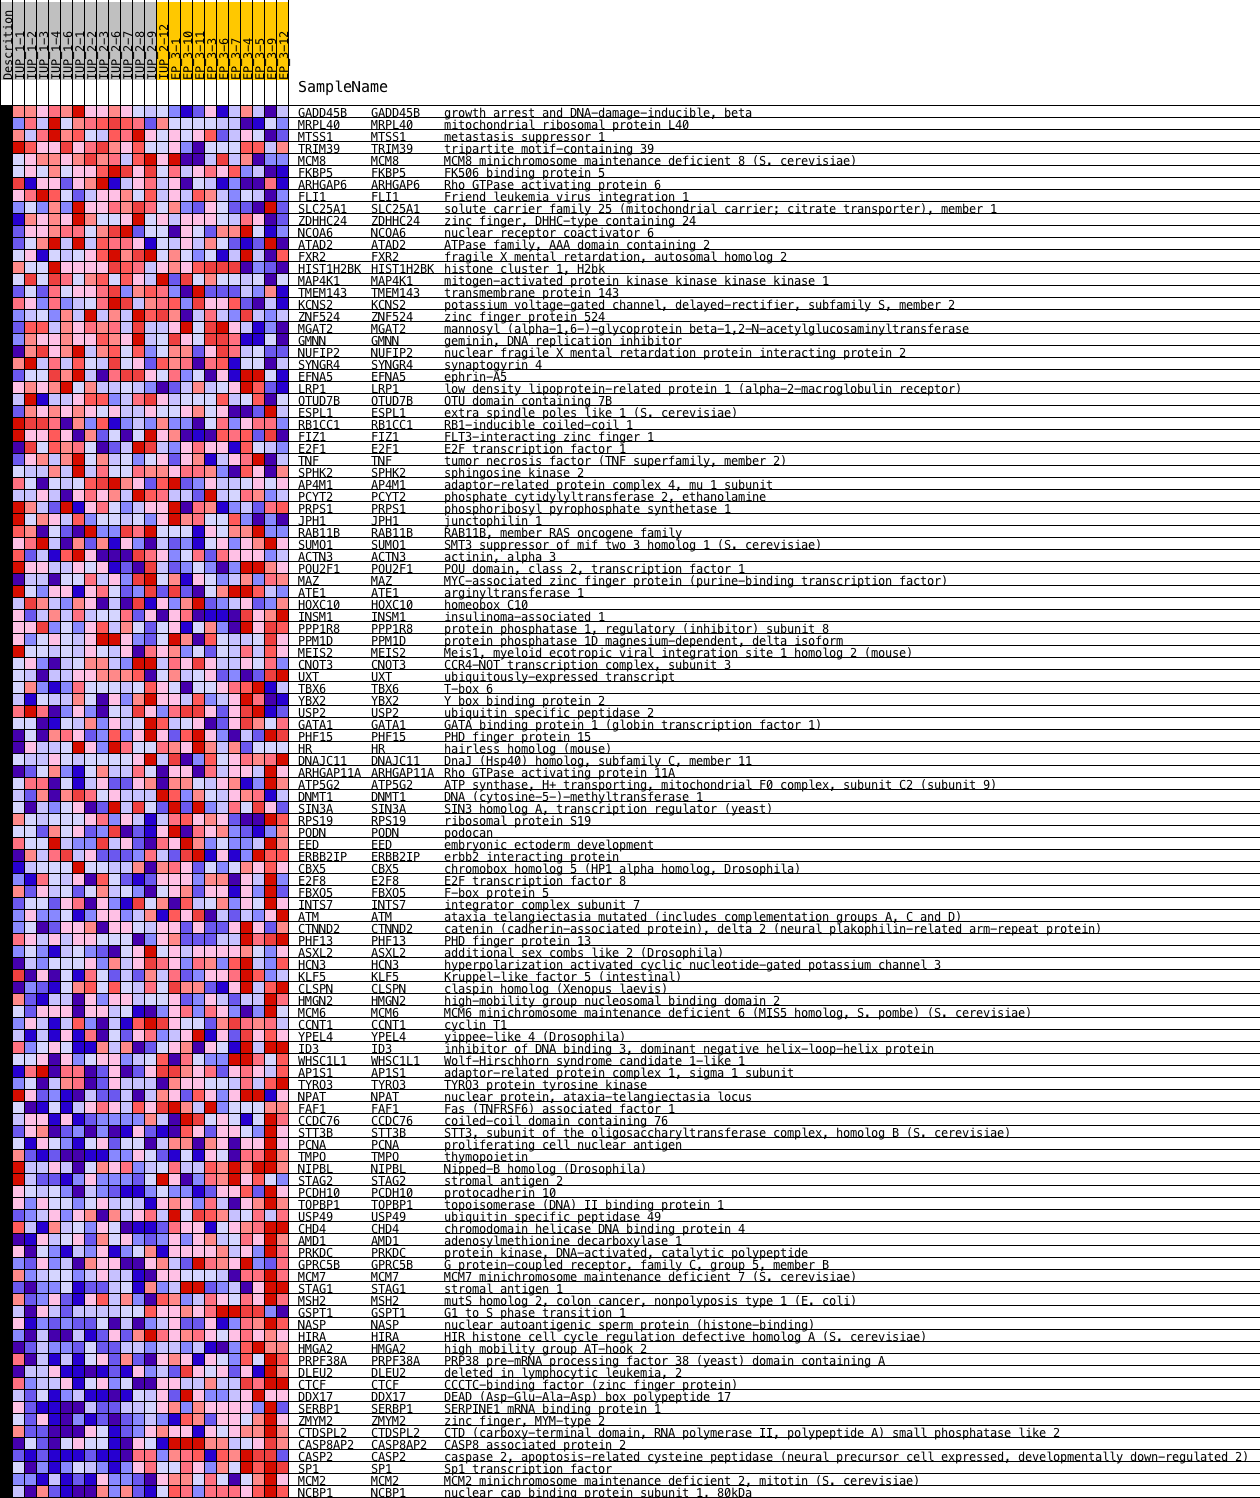 Descrition
IUP_1-1
IUP_1-2
IUP_1-3
IUP_1-4
IUP_1-6
IUP_2-1
IUP_2-2
IUP_2-3
IUP_2-6
IUP_2-7
IUP_2-8
IUP_2-9
IUP_2-12
EP_3-1
EP_3-10
EP_3-11
EP_3-3
EP_3-6
EP_3-7
EP_3-4
EP_3-5
EP_3-9
EP_3-12
SampleName
GADD45B GADD45B growth arrest and DNA-damage-inducible, beta
MRPL40 MRPL40 mitochondrial ribosomal protein L40
MTSS1 MTSS1 metastasis suppressor 1
TRIM39 TRIM39 tripartite motif-containing 39
MCM8 MCM8 MCM8 minichromosome maintenance deficient 8 (S. cerevisiae)
FKBP5 FKBP5 FK506 binding protein 5
ARHGAP6 ARHGAP6 Rho GTPase activating protein 6
FLI1 FLI1 Friend leukemia virus integration 1
SLC25A1 SLC25A1 solute carrier family 25 (mitochondrial carrier; citrate transporter), member 1
ZDHHC24 ZDHHC24 zinc finger, DHHC-type containing 24
NCOA6 NCOA6 nuclear receptor coactivator 6
ATAD2 ATAD2 ATPase family, AAA domain containing 2
FXR2 FXR2 fragile X mental retardation, autosomal homolog 2
HIST1H2BK HIST1H2BK histone cluster 1, H2bk
MAP4K1 MAP4K1 mitogen-activated protein kinase kinase kinase kinase 1
TMEM143 TMEM143 transmembrane protein 143
KCNS2 KCNS2 potassium voltage-gated channel, delayed-rectifier, subfamily S, member 2
ZNF524 ZNF524 zinc finger protein 524
MGAT2 MGAT2 mannosyl (alpha-1,6-)-glycoprotein beta-1,2-N-acetylglucosaminyltransferase
GMNN GMNN geminin, DNA replication inhibitor
NUFIP2 NUFIP2 nuclear fragile X mental retardation protein interacting protein 2
SYNGR4 SYNGR4 synaptogyrin 4
EFNA5 EFNA5 ephrin-A5
LRP1 LRP1 low density lipoprotein-related protein 1 (alpha-2-macroglobulin receptor)
OTUD7B OTUD7B OTU domain containing 7B
ESPL1 ESPL1 extra spindle poles like 1 (S. cerevisiae)
RB1CC1 RB1CC1 RB1-inducible coiled-coil 1
FIZ1 FIZ1 FLT3-interacting zinc finger 1
E2F1 E2F1 E2F transcription factor 1
TNF TNF tumor necrosis factor (TNF superfamily, member 2)
SPHK2 SPHK2 sphingosine kinase 2
AP4M1 AP4M1 adaptor-related protein complex 4, mu 1 subunit
PCYT2 PCYT2 phosphate cytidylyltransferase 2, ethanolamine
PRPS1 PRPS1 phosphoribosyl pyrophosphate synthetase 1
JPH1 JPH1 junctophilin 1
RAB11B RAB11B RAB11B, member RAS oncogene family
SUMO1 SUMO1 SMT3 suppressor of mif two 3 homolog 1 (S. cerevisiae)
ACTN3 ACTN3 actinin, alpha 3
POU2F1 POU2F1 POU domain, class 2, transcription factor 1
MAZ MAZ MYC-associated zinc finger protein (purine-binding transcription factor)
ATE1 ATE1 arginyltransferase 1
HOXC10 HOXC10 homeobox C10
INSM1 INSM1 insulinoma-associated 1
PPP1R8 PPP1R8 protein phosphatase 1, regulatory (inhibitor) subunit 8
PPM1D PPM1D protein phosphatase 1D magnesium-dependent, delta isoform
MEIS2 MEIS2 Meis1, myeloid ecotropic viral integration site 1 homolog 2 (mouse)
CNOT3 CNOT3 CCR4-NOT transcription complex, subunit 3
UXT UXT ubiquitously-expressed transcript
TBX6 TBX6 T-box 6
YBX2 YBX2 Y box binding protein 2
USP2 USP2 ubiquitin specific peptidase 2
GATA1 GATA1 GATA binding protein 1 (globin transcription factor 1)
PHF15 PHF15 PHD finger protein 15
HR HR hairless homolog (mouse)
DNAJC11 DNAJC11 DnaJ (Hsp40) homolog, subfamily C, member 11
ARHGAP11A ARHGAP11A Rho GTPase activating protein 11A
ATP5G2 ATP5G2 ATP synthase, H+ transporting, mitochondrial F0 complex, subunit C2 (subunit 9)
DNMT1 DNMT1 DNA (cytosine-5-)-methyltransferase 1
SIN3A SIN3A SIN3 homolog A, transcription regulator (yeast)
RPS19 RPS19 ribosomal protein S19
PODN PODN podocan
EED EED embryonic ectoderm development
ERBB2IP ERBB2IP erbb2 interacting protein
CBX5 CBX5 chromobox homolog 5 (HP1 alpha homolog, Drosophila)
E2F8 E2F8 E2F transcription factor 8
FBXO5 FBXO5 F-box protein 5
INTS7 INTS7 integrator complex subunit 7
ATM ATM ataxia telangiectasia mutated (includes complementation groups A, C and D)
CTNND2 CTNND2 catenin (cadherin-associated protein), delta 2 (neural plakophilin-related arm-repeat protein)
PHF13 PHF13 PHD finger protein 13
ASXL2 ASXL2 additional sex combs like 2 (Drosophila)
HCN3 HCN3 hyperpolarization activated cyclic nucleotide-gated potassium channel 3
KLF5 KLF5 Kruppel-like factor 5 (intestinal)
CLSPN CLSPN claspin homolog (Xenopus laevis)
HMGN2 HMGN2 high-mobility group nucleosomal binding domain 2
MCM6 MCM6 MCM6 minichromosome maintenance deficient 6 (MIS5 homolog, S. pombe) (S. cerevisiae)
CCNT1 CCNT1 cyclin T1
YPEL4 YPEL4 yippee-like 4 (Drosophila)
ID3 ID3 inhibitor of DNA binding 3, dominant negative helix-loop-helix protein
WHSC1L1 WHSC1L1 Wolf-Hirschhorn syndrome candidate 1-like 1
AP1S1 AP1S1 adaptor-related protein complex 1, sigma 1 subunit
TYRO3 TYRO3 TYRO3 protein tyrosine kinase
NPAT NPAT nuclear protein, ataxia-telangiectasia locus
FAF1 FAF1 Fas (TNFRSF6) associated factor 1
CCDC76 CCDC76 coiled-coil domain containing 76
STT3B STT3B STT3, subunit of the oligosaccharyltransferase complex, homolog B (S. cerevisiae)
PCNA PCNA proliferating cell nuclear antigen
TMPO TMPO thymopoietin
NIPBL NIPBL Nipped-B homolog (Drosophila)
STAG2 STAG2 stromal antigen 2
PCDH10 PCDH10 protocadherin 10
TOPBP1 TOPBP1 topoisomerase (DNA) II binding protein 1
USP49 USP49 ubiquitin specific peptidase 49
CHD4 CHD4 chromodomain helicase DNA binding protein 4
AMD1 AMD1 adenosylmethionine decarboxylase 1
PRKDC PRKDC protein kinase, DNA-activated, catalytic polypeptide
GPRC5B GPRC5B G protein-coupled receptor, family C, group 5, member B
MCM7 MCM7 MCM7 minichromosome maintenance deficient 7 (S. cerevisiae)
STAG1 STAG1 stromal antigen 1
MSH2 MSH2 mutS homolog 2, colon cancer, nonpolyposis type 1 (E. coli)
GSPT1 GSPT1 G1 to S phase transition 1
NASP NASP nuclear autoantigenic sperm protein (histone-binding)
HIRA HIRA HIR histone cell cycle regulation defective homolog A (S. cerevisiae)
HMGA2 HMGA2 high mobility group AT-hook 2
PRPF38A PRPF38A PRP38 pre-mRNA processing factor 38 (yeast) domain containing A
DLEU2 DLEU2 deleted in lymphocytic leukemia, 2
CTCF CTCF CCCTC-binding factor (zinc finger protein)
DDX17 DDX17 DEAD (Asp-Glu-Ala-Asp) box polypeptide 17
SERBP1 SERBP1 SERPINE1 mRNA binding protein 1
ZMYM2 ZMYM2 zinc finger, MYM-type 2
CTDSPL2 CTDSPL2 CTD (carboxy-terminal domain, RNA polymerase II, polypeptide A) small phosphatase like 2
CASP8AP2 CASP8AP2 CASP8 associated protein 2
CASP2 CASP2 caspase 2, apoptosis-related cysteine peptidase (neural precursor cell expressed, developmentally down-regulated 2)
SP1 SP1 Sp1 transcription factor
MCM2 MCM2 MCM2 minichromosome maintenance deficient 2, mitotin (S. cerevisiae)
NCBP1 NCBP1 nuclear cap binding protein subunit 1, 80kDa